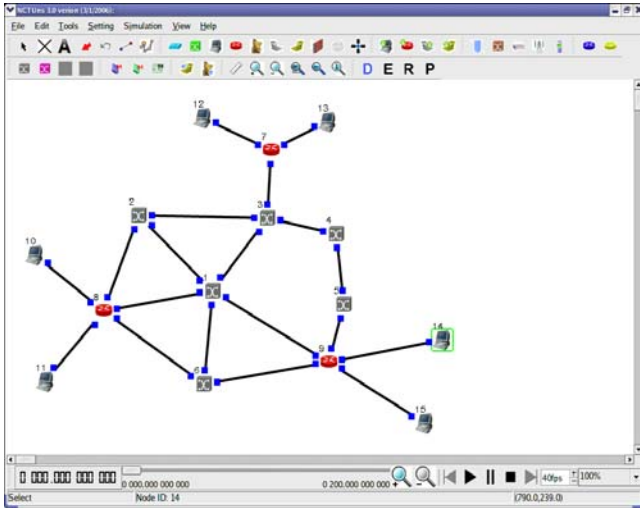 NCTUns 3.0 verion (3/1/2006):
File Edit Tools Setting Simulation View Help
A
D E R P
12
13
7
2
3
4
10
1
8
5
14
9
11
6
15
0 000.000 000 000
0 000.000 000 000
0 200.000 000 000
40fps
100%
Select
Node ID: 14
(790.0,239.0)